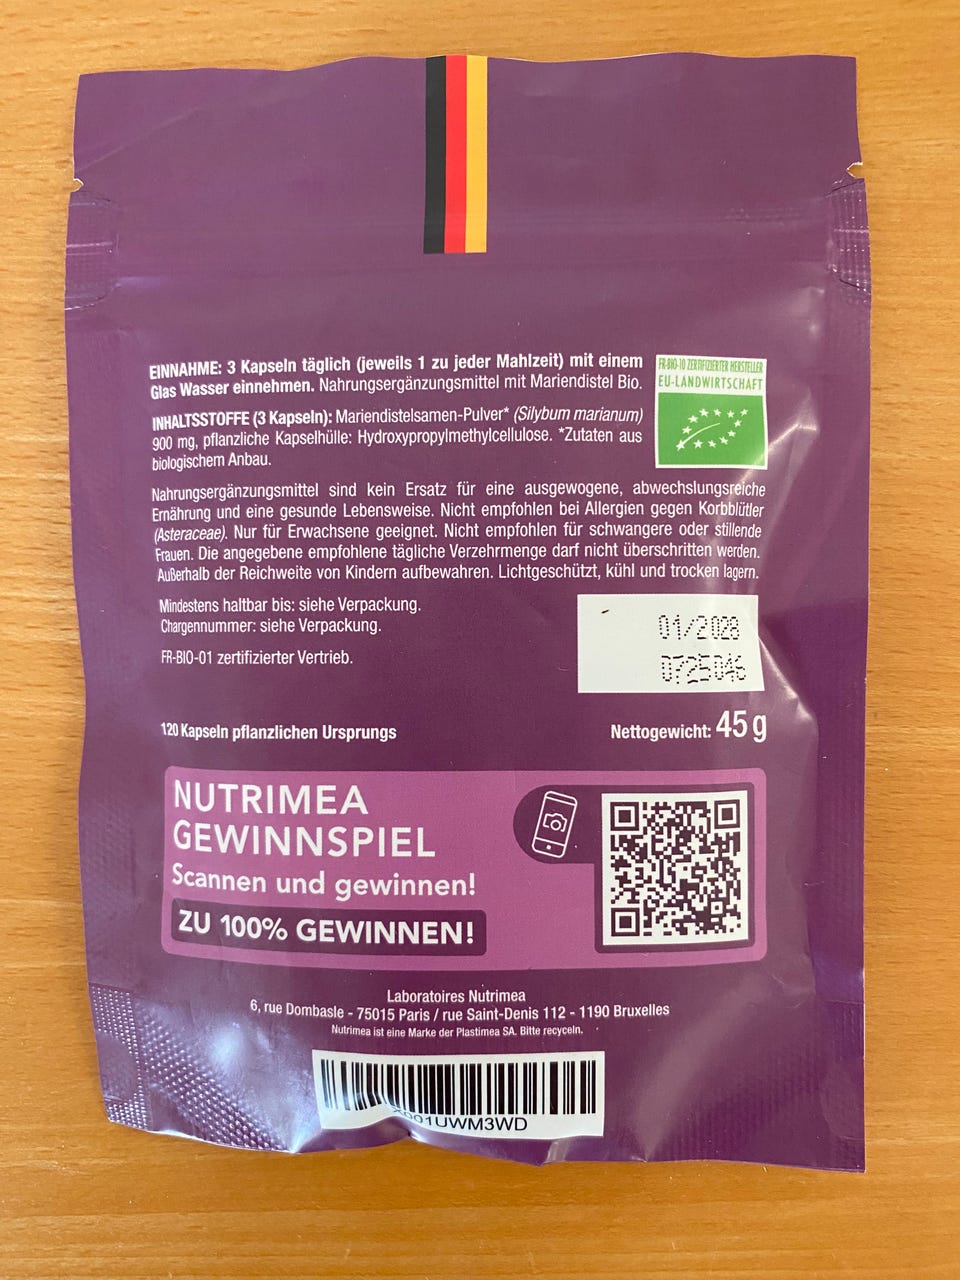 EINNAHME: 3 Kapseln täglich (jeweils 1 zu jeder Mahlzeit) mit einem
Glas Wasser einnehmen. Nahrungsergänzungsmittel mit Mariendistel Bio.
FR-BIO-10 ZERTIFIZIERTER HERSTELLER
EU-LANDWIRTSCHAFT
INHALTSSTOFFE (3 Kapseln): Mariendistelsamen-Pulver* (Silybum marianum)
900 mg, pflanzliche Kapselhülle: Hydroxypropylmethylcellulose. *Zutaten aus
biologischem Anbau.
Nahrungsergänzungsmittel sind kein Ersatz für eine ausgewogene, abwechslungsreiche
Ernährung und eine gesunde Lebensweise. Nicht empfohlen bei Allergien gegen Korbblütler
(Asteraceae). Nur für Erwachsene geeignet. Nicht empfohlen für schwangere oder stillende
Frauen. Die angegebene empfohlene tägliche Verzehrmenge darf nicht überschritten werden.
Außerhalb der Reichweite von Kindern aufbewahren. Lichtgeschützt, kühl und trocken lagern.
Mindestens haltbar bis: siehe Verpackung.
Chargennummer: siehe Verpackung.
01/2028
0725046
FR-BIO-01 zertifizierter Vertrieb.
120 Kapseln pflanzlichen Ursprungs
Nettogewicht: 45 g
NUTRIMEA
GEWINNSPIEL
Scannen und gewinnen!
ZU 100% GEWINNEN!
Laboratoires Nutrimea
6, rue Dombasle - 75015 Paris / rue Saint-Denis 112 - 1190 Bruxelles
Nutrimea ist eine Marke der Plastimea SA. Bitte recyceln.
X001UWM3WD